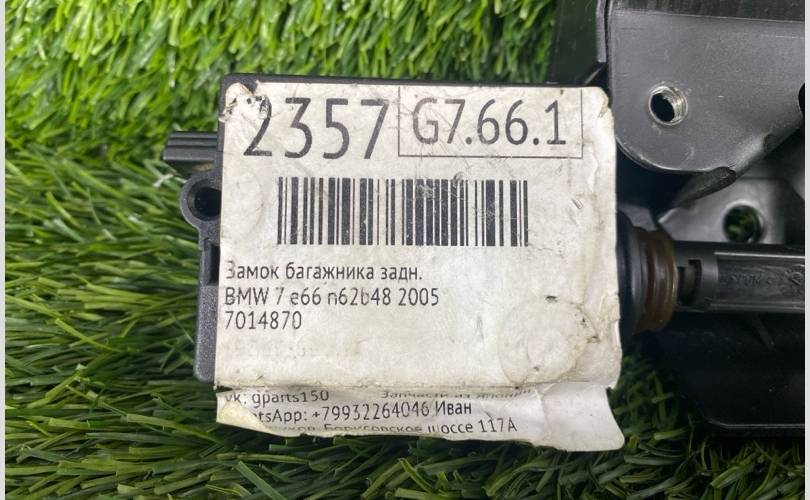 2357 G7.66.1
Замок багажника задн.
BMW 7 e66 n62b48 2005
7014870
vk: gparts150 Запчасти из Японии
tsApp: +79932264046 Иван
Борисовское шоссе 117А